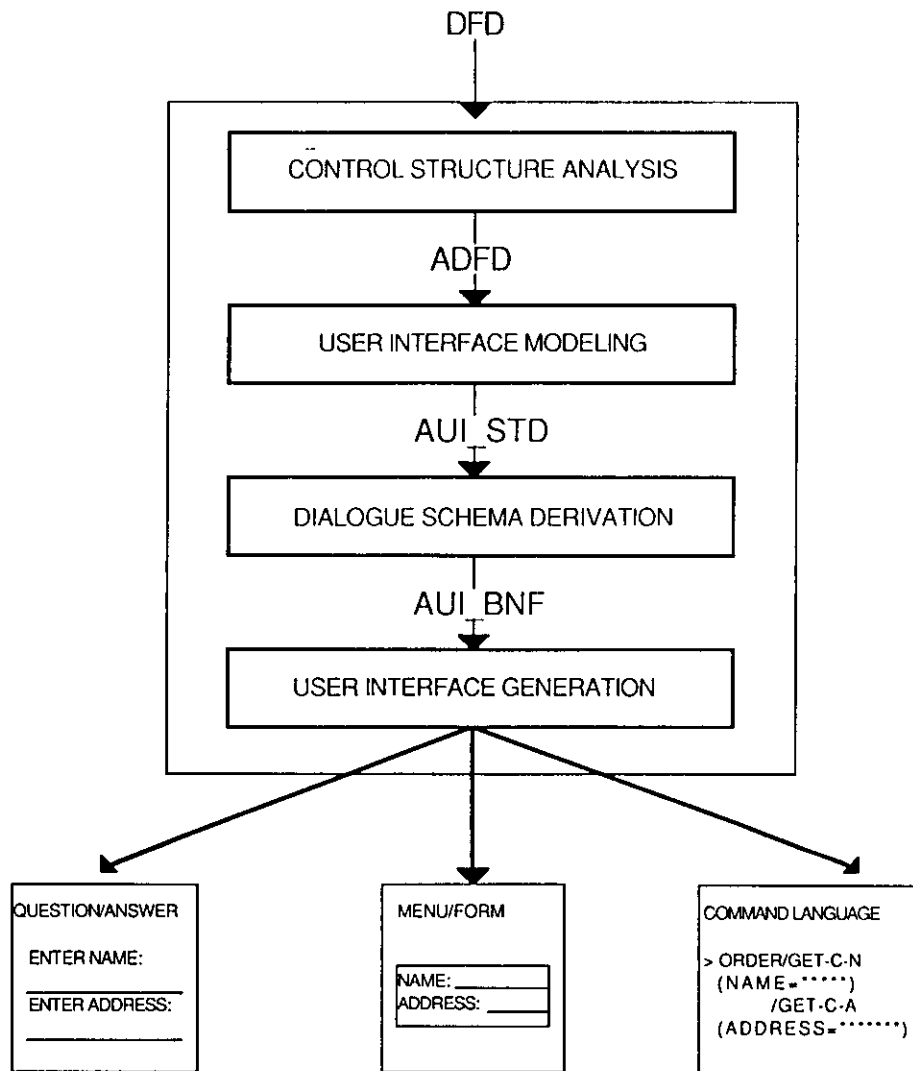 DFD
CONTROL STRUCTURE ANALYSIS
ADFD
USER INTERFACE MODELING
AUI_STD
DIALOGUE SCHEMA DERIVATION
AUI_BNF
USER INTERFACE GENERATION
QUESTION/ANSWER
ENTER NAME:
ENTER ADDRESS:
MENU/FORM
NAME:
ADDRESS:
COMMAND LANGUAGE
> ORDER/GET-C-N
(NAME=*****)
/GET-C-A
(ADDRESS=*******)